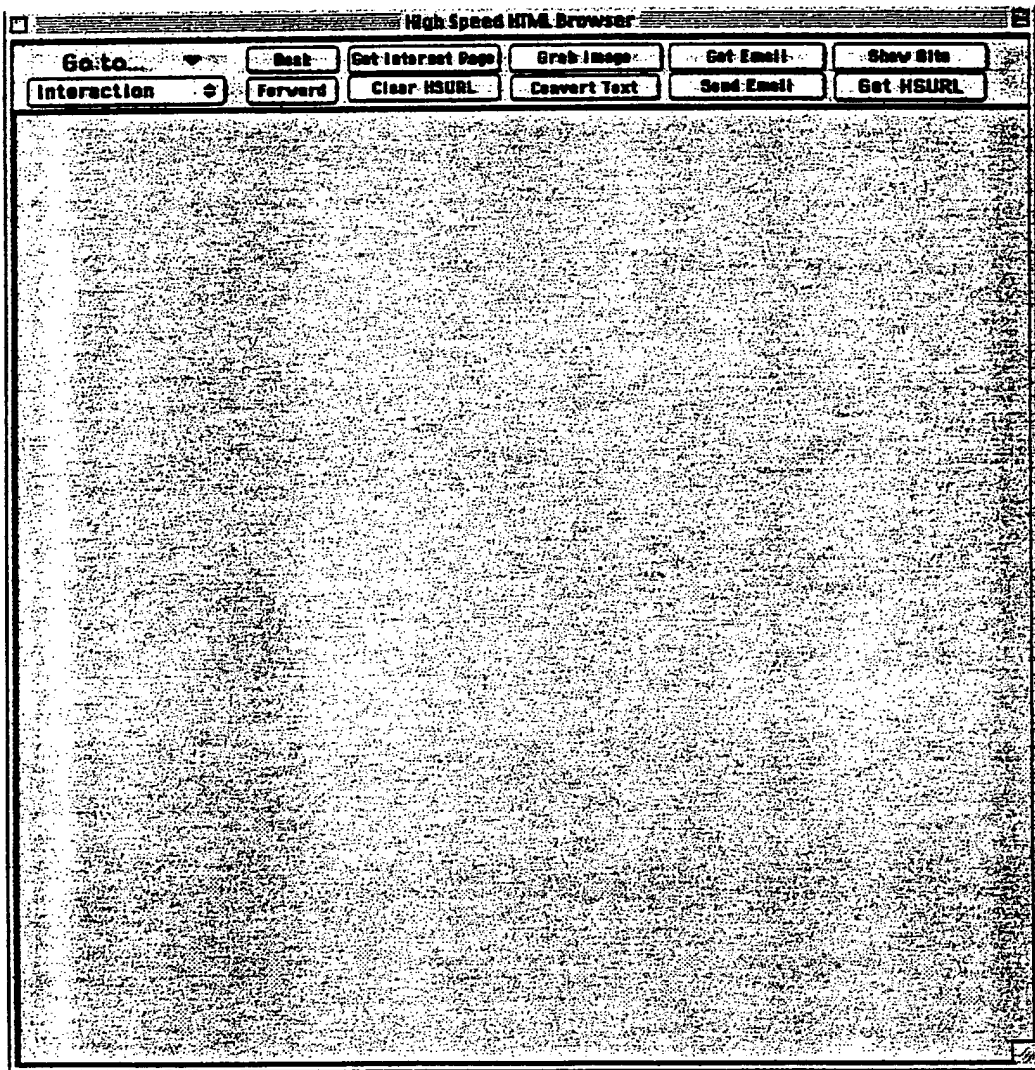 High Speed HTML Browser
Go to... Back Get Internet Page Grab Image Get Email Show Site
Interaction Forward Clear HSURL Convert Text Send Email Get HSURL